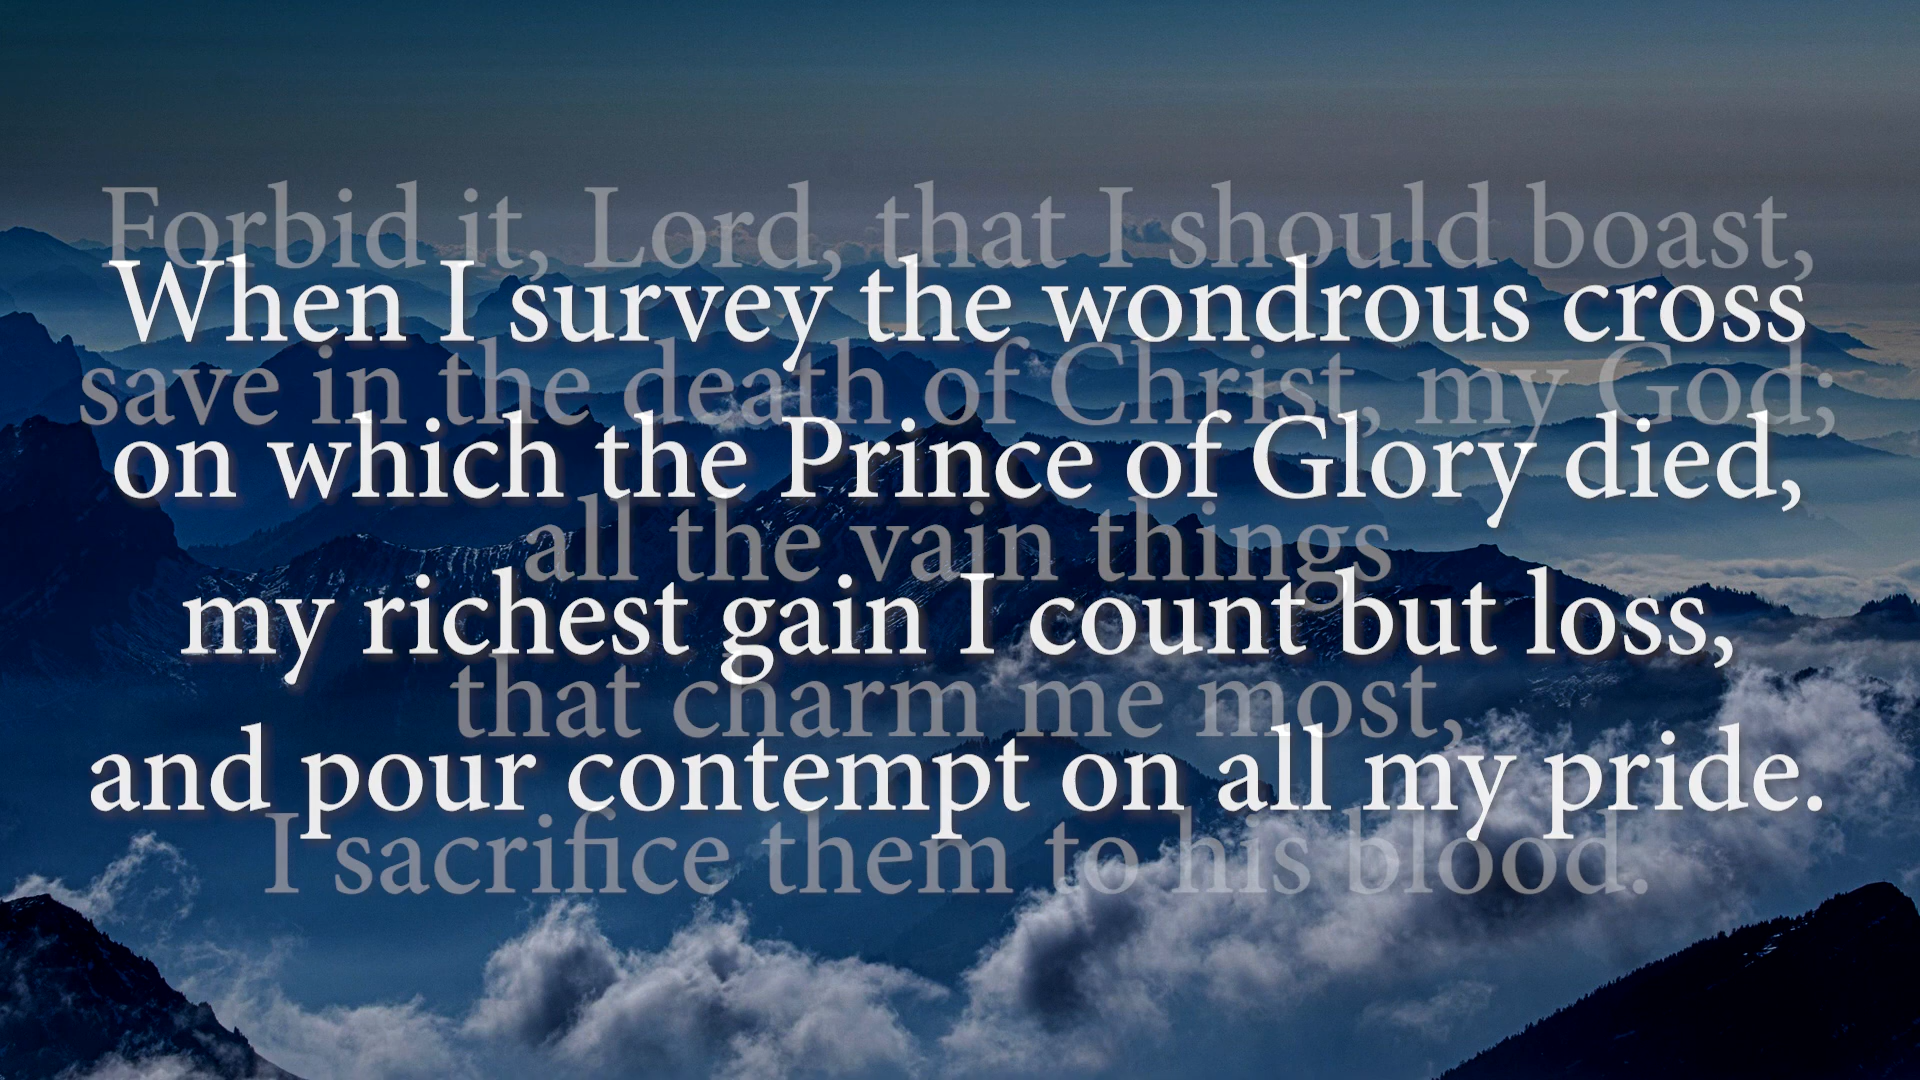 When I survey the wondrous cross
on which the Prince of Glory died,
my richest gain I count but loss,
and pour contempt on all my pride.
Forbid it, Lord, that I should boast,
save in the death of Christ, my God;
all the vain things
that charm me most,
I sacrifice them to his blood.